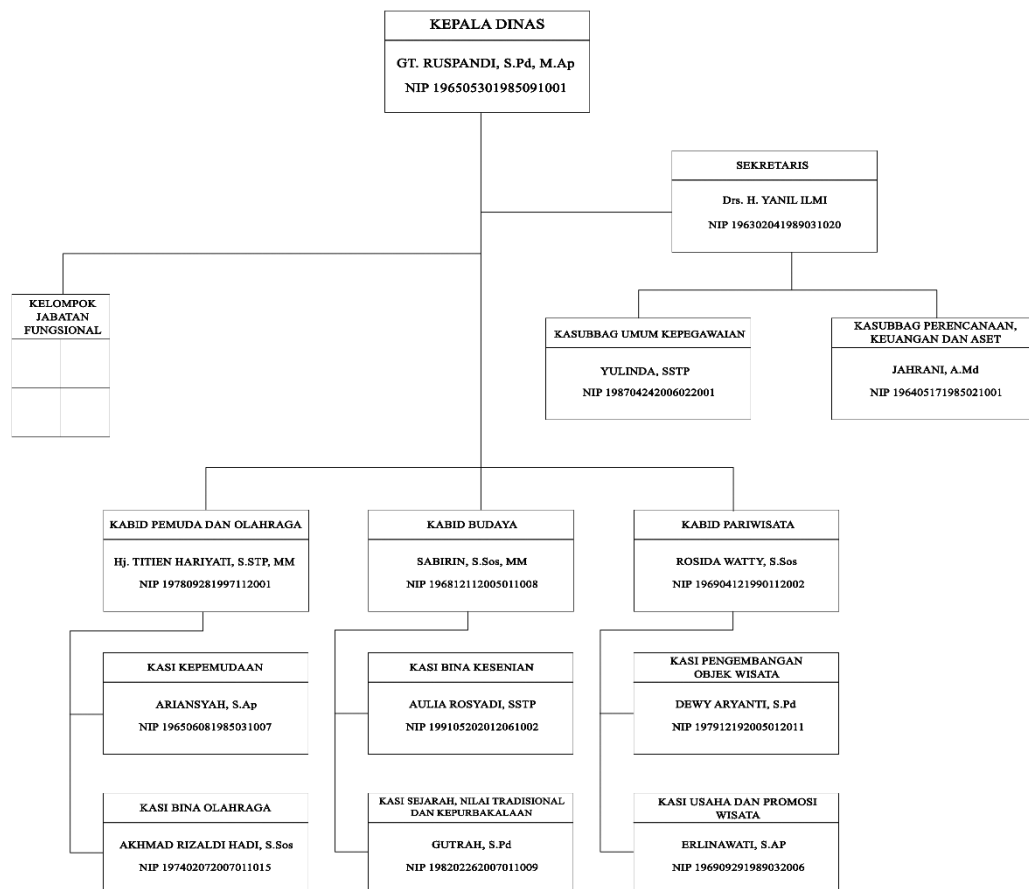 KEPALA DINAS
GT. RUSPANDI, S.Pd, M.Ap
NIP 196505301985091001
SEKRETARIS
Drs. H. YANIL ILMI
NIP 196302041989031020
KELOMPOK
JABATAN
FUNGSIONAL
KASUBBAG UMUM KEPEGAWAIAN
YULINDA, SSTP
NIP 198704242006022001
KASUBBAG PERENCANAAN,
KEUANGAN DAN ASET
JAHRANI, A.Md
NIP 196405171985021001
KABID PEMUDA DAN OLAHRAGA
Hj. TITIEN HARIYATI, S.STP, MM
NIP 197809281997112001
KABID BUDAYA
SABIRIN, S.Sos, MM
NIP 196812112005011008
KABID PARIWISATA
ROSIDA WATTY, S.Sos
NIP 196904121990112002
KASI KEPEMUDAAN
ARIANSYAH, S.Ap
NIP 196506081985031007
KASI BINA KESENIAN
AULIA ROSYADI, SSTP
NIP 199105202012061002
KASI PENGEMBANGAN
OBJEK WISATA
DEWY ARYANTI, S.Pd
NIP 197912192005012011
KASI BINA OLAHRAGA
AKHMAD RIZALDI HADI, S.Sos
NIP 197402072007011015
KASI SEJARAH, NILAI TRADISIONAL
DAN KEPURBAKALAAN
GUTRAH, S.Pd
NIP 198202262007011009
KASI USAHA DAN PROMOSI
WISATA
ERLINAWATI, S.AP
NIP 196909291989032006